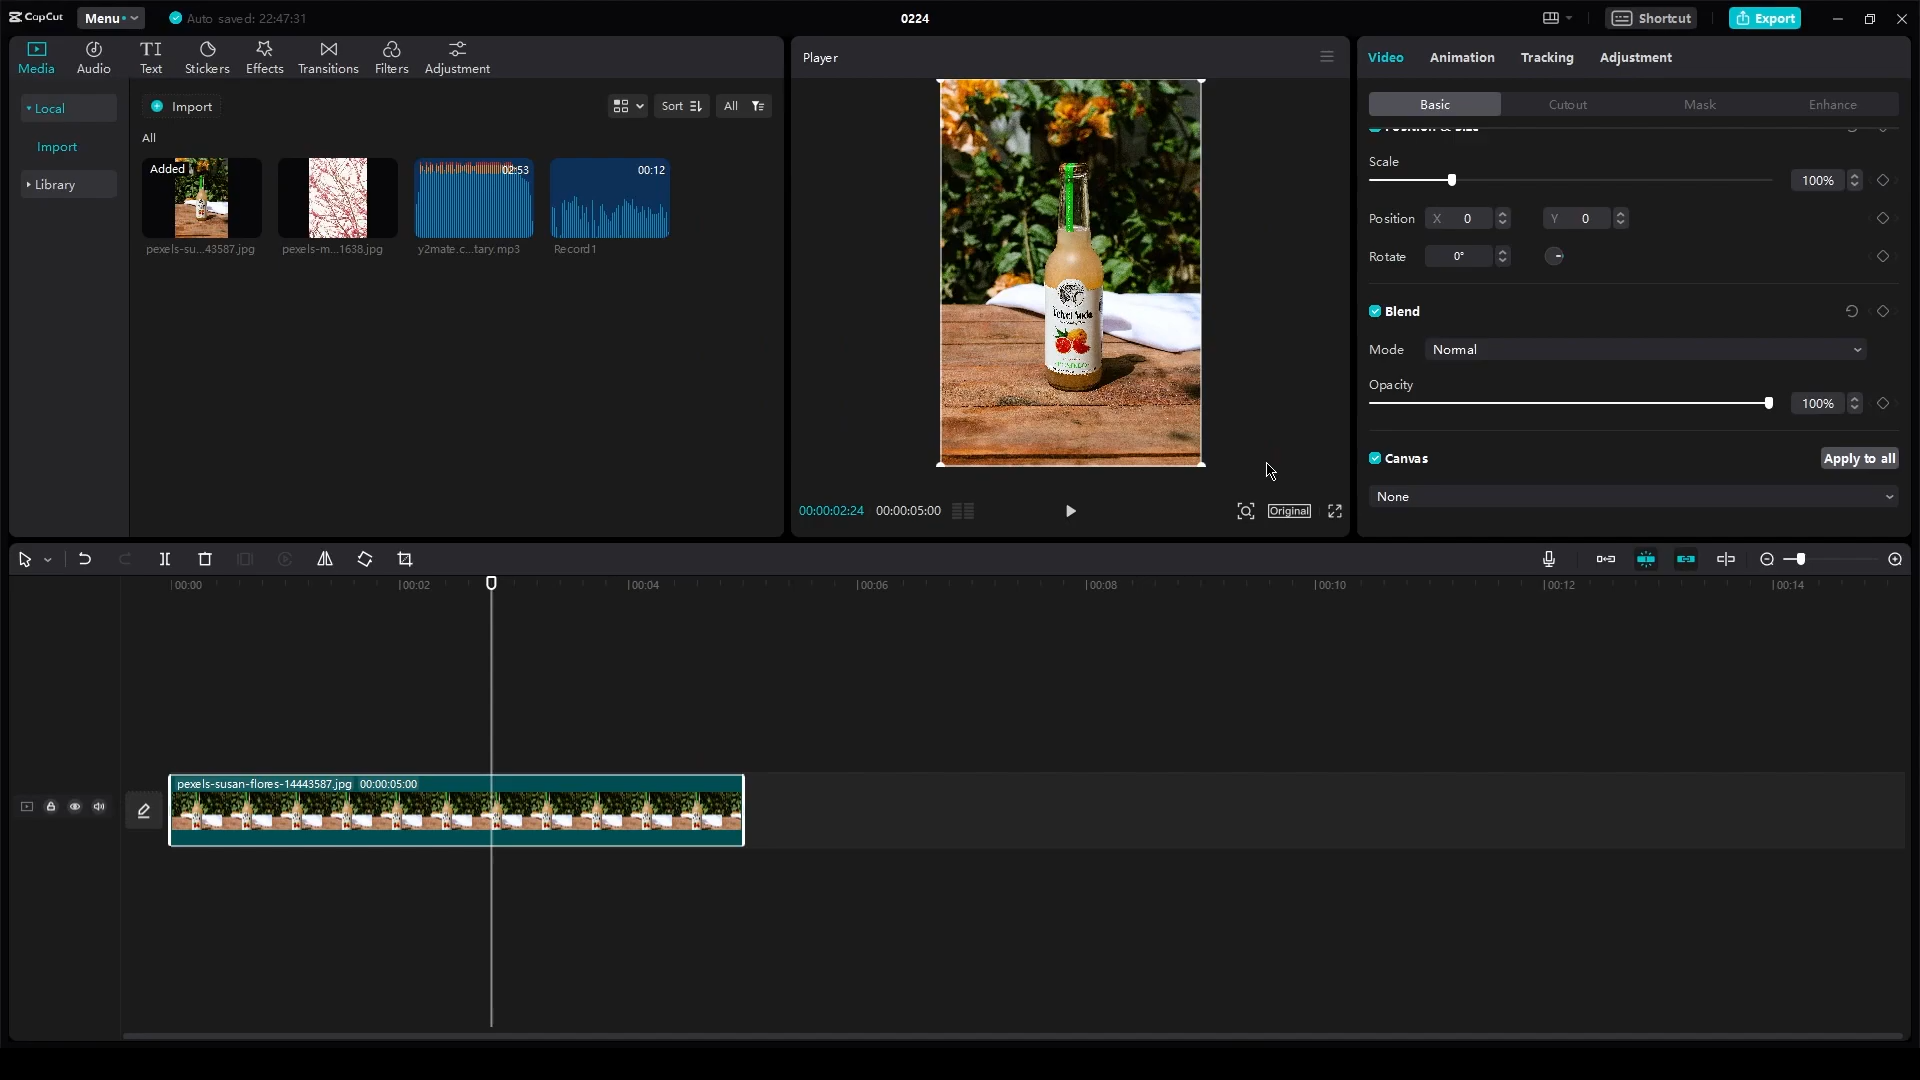 CapCut
Menu
Auto saved: 22:47:31
0224
Shortcut
Export
Media
Audio
Text
Stickers
Effects
Transitions
Filters
Adjustment
Local
Import
Library
Import
Sort
All
All
Added
02:53
00:12
pexels-su...43587.jpg
pexels-m...1638.jpg
y2mate.c...tary.mp3
Record1
Player
00:00:02:24
00:00:05:00
Original
Video
Animation
Tracking
Adjustment
Basic
Cutout
Mask
Enhance
Position & Size
Scale
100%
Position X 0 Y 0
Rotate 0°
Blend
Mode Normal
Opacity
100%
Canvas
Apply to all
None
00:00
00:02
00:04
00:06
00:08
00:10
00:12
00:14
pexels-susan-flores-14443587.jpg 00:00:05:00